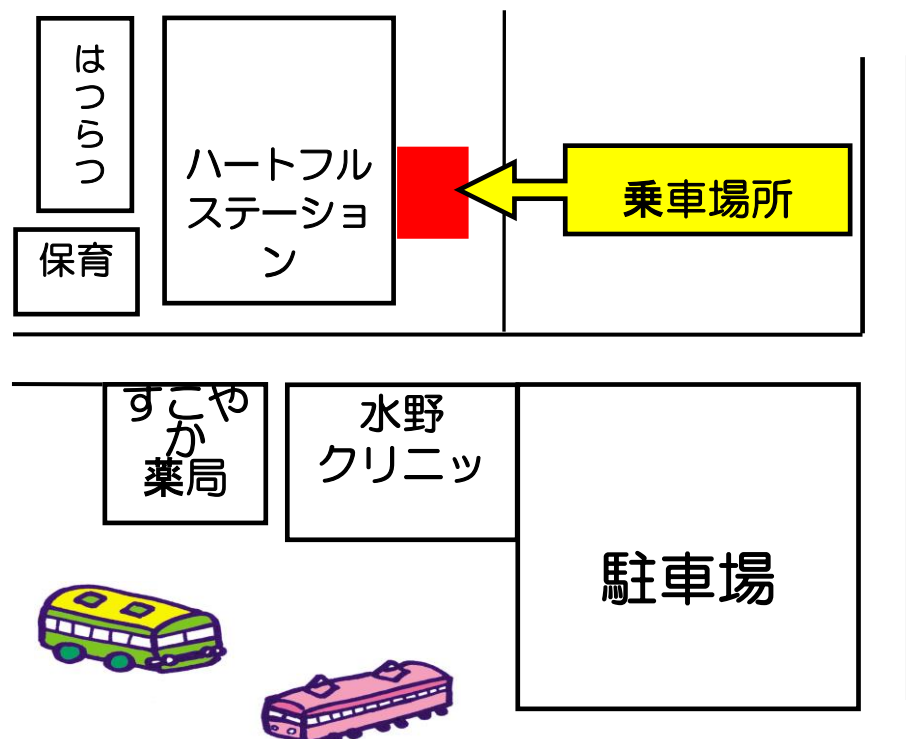 はつらつ
保育
ハートフル
ステーショ
ン
乗車場所
すこや
か
薬局
水野
クリニッ
駐車場